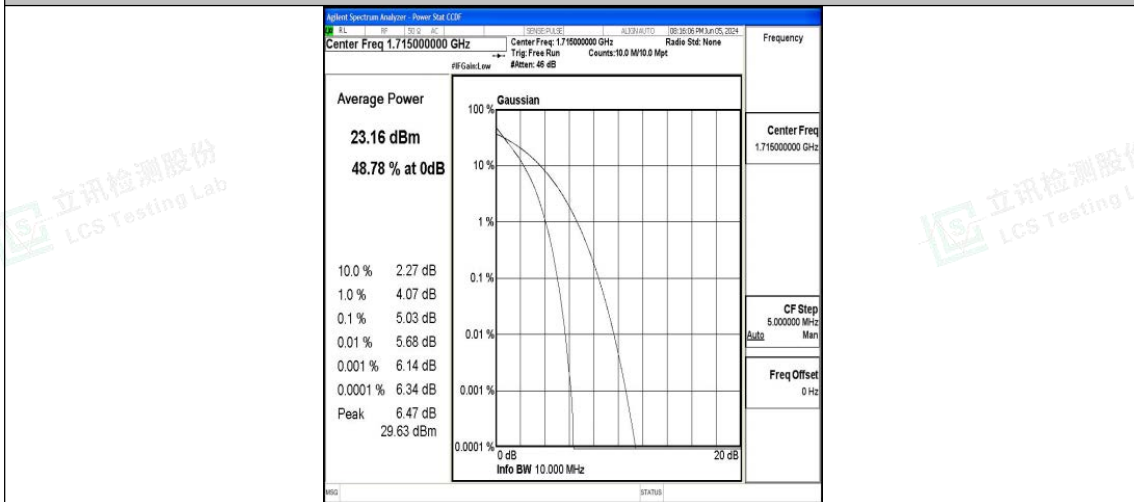 Agilent Spectrum Analyzer - Power Stat CCDF
RL RF 50 Ω AC SENSE:PULSE ALIGNAUTO 08:16:06 PM Jun 05, 2024
Center Freq 1.715000000 GHz
Center Freq: 1.715000000 GHz Radio Std: None
Trig: Free Run Counts:10.0 M/10.0 Mpt
#IFGain:Low #Atten: 46 dB
Frequency
Average Power
23.16 dBm
48.78 % at 0dB
10.0 % 2.27 dB
1.0 % 4.07 dB
0.1 % 5.03 dB
0.01 % 5.68 dB
0.001 % 6.14 dB
0.0001 % 6.34 dB
Peak 6.47 dB
29.63 dBm
Gaussian
100 %
10 %
1 %
0.1 %
0.01 %
0.001 %
0.0001 %
0 dB 20 dB
Info BW 10.000 MHz
Center Freq
1.715000000 GHz
CF Step
5.000000 MHz
Auto Man
Freq Offset
0 Hz
MSG STATUS
立讯检测股份
LCS Testing Lab
立讯检测股份
LCS Testing L